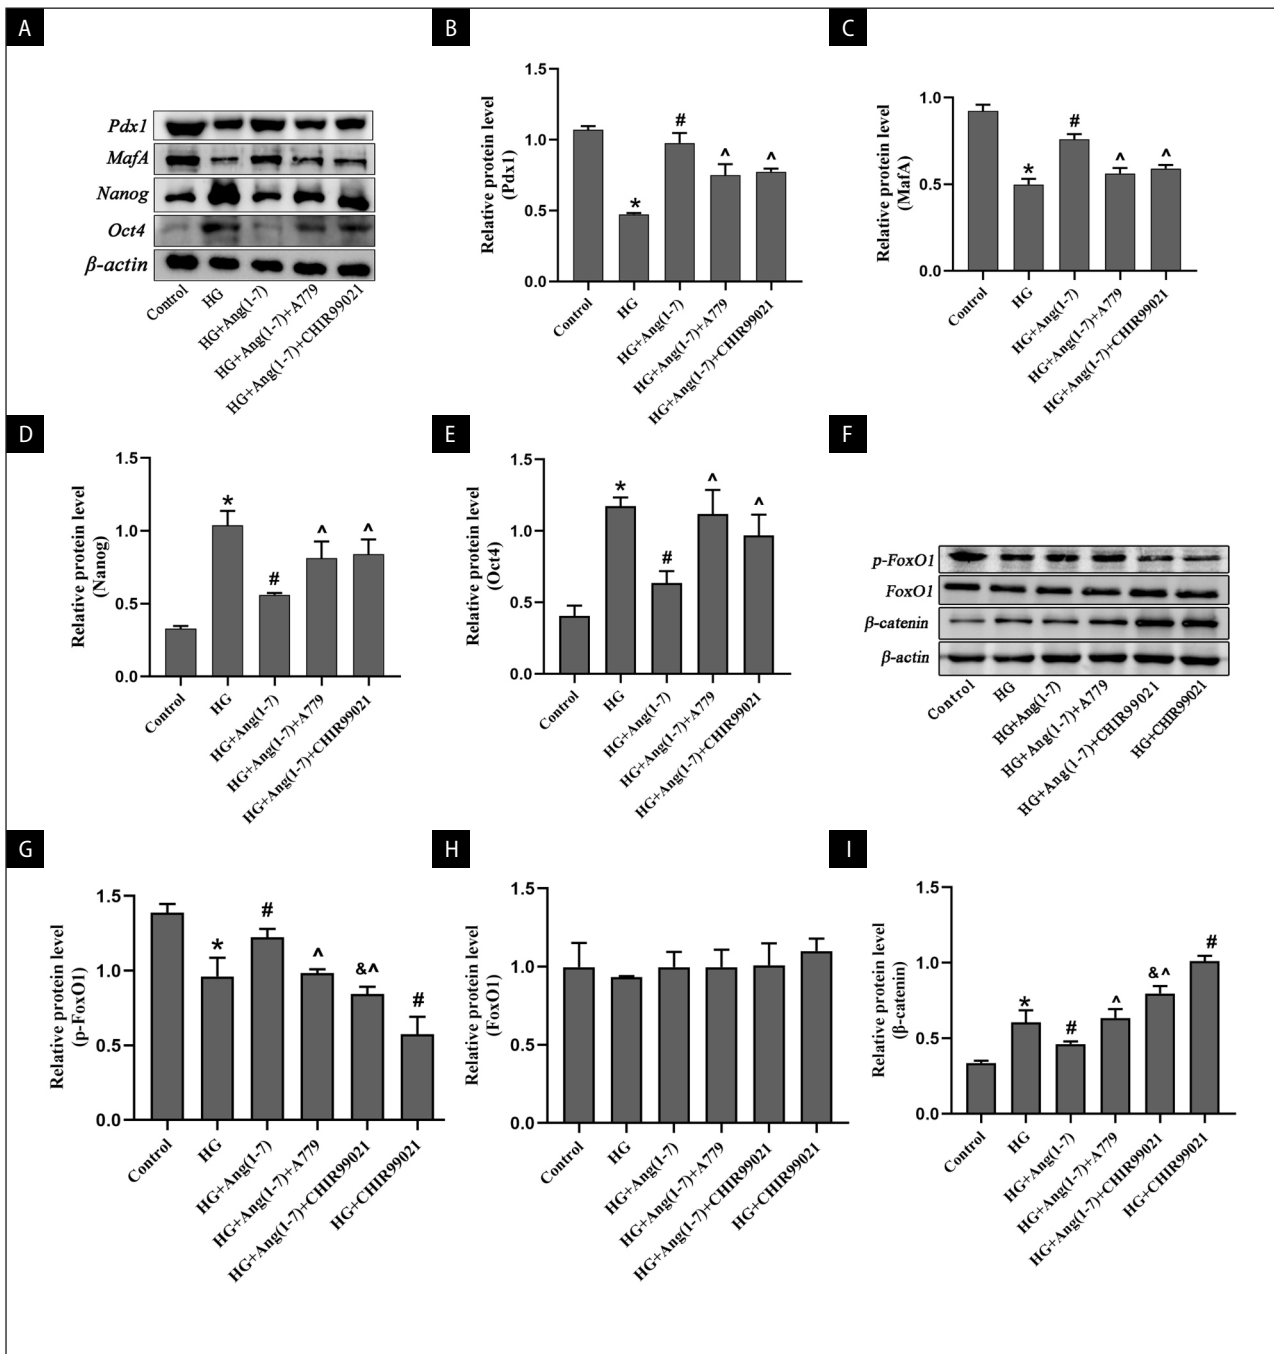 A
Pdx1
MafA
Nanog
Oct4
β-actin
Control
HG
HG+Ang(1-7)
HG+Ang(1-7)+A779
HG+Ang(1-7)+CHIR99021
B
Relative protein level
(Pdx1)
1.5
1.0
0.5
0.0
*
#
^
^
Control
HG
HG+Ang(1-7)
HG+Ang(1-7)+A779
HG+Ang(1-7)+CHIR99021
C
Relative protein level
(MafA)
1.0
0.5
0.0
*
#
^
^
Control
HG
HG+Ang(1-7)
HG+Ang(1-7)+A779
HG+Ang(1-7)+CHIR99021
D
Relative protein level
(Nanog)
1.5
1.0
0.5
0.0
*
#
^
^
Control
HG
HG+Ang(1-7)
HG+Ang(1-7)+A779
HG+Ang(1-7)+CHIR99021
E
Relative protein level
(Oct4)
1.5
1.0
0.5
0.0
*
#
^
^
Control
HG
HG+Ang(1-7)
HG+Ang(1-7)+A779
HG+Ang(1-7)+CHIR99021
F
p-FoxO1
FoxO1
β-catenin
β-actin
Control
HG
HG+Ang(1-7)
HG+Ang(1-7)+A779
HG+Ang(1-7)+CHIR99021
HG+CHIR99021
G
Relative protein level
(p-FoxO1)
1.5
1.0
0.5
0.0
*
#
^
&^
#
Control
HG
HG+Ang(1-7)
HG+Ang(1-7)+A779
HG+Ang(1-7)+CHIR99021
HG+CHIR99021
H
Relative protein level
(FoxO1)
1.5
1.0
0.5
0.0
Control
HG
HG+Ang(1-7)
HG+Ang(1-7)+A779
HG+Ang(1-7)+CHIR99021
HG+CHIR99021
I
Relative protein level
(β-catenin)
1.5
1.0
0.5
0.0
*
#
^
&^
#
Control
HG
HG+Ang(1-7)
HG+Ang(1-7)+A779
HG+Ang(1-7)+CHIR99021
HG+CHIR99021